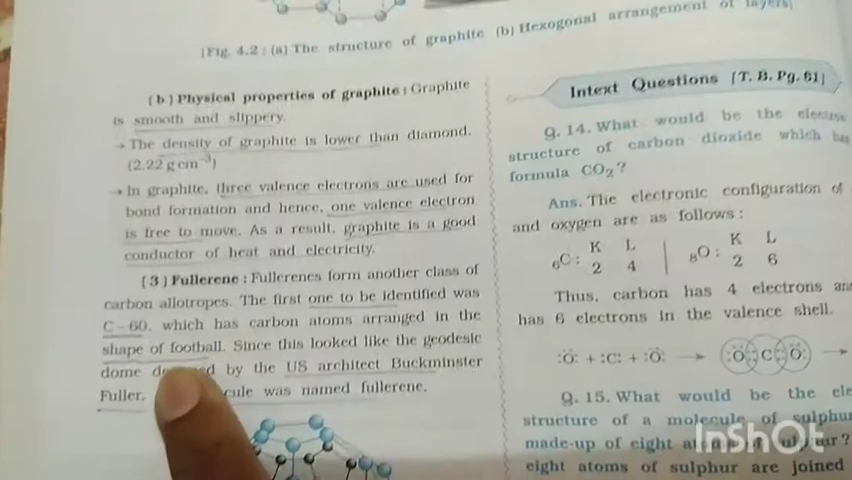 [Fig. 4.2 : (a) The structure of graphite (b) Hexogonal arrangement of layers]
(b) Physical properties of graphite : Graphite
is smooth and slippery.
→ The density of graphite is lower than diamond.
(2.22 g cm⁻³)
→ In graphite, three valence electrons are used for
bond formation and hence, one valence electron
is free to move. As a result, graphite is a good
conductor of heat and electricity.
(3) Fullerene : Fullerenes form another class of
carbon allotropes. The first one to be identified was
C – 60, which has carbon atoms arranged in the
shape of football. Since this looked like the geodesic
dome by the US architect Buckminster
Fuller, was named fullerene.
Intext Questions [T. B. Pg. 61]
Q. 14. What would be the
structure of carbon dioxide which has
formula CO₂ ?
Ans. The electronic configuration of
and oxygen are as follows :
K L K L
₆C : 2 4 | ₈O : 2 6
Thus, carbon has 4 electrons
has 6 electrons in the valence shell.
:Ö: + :C: + :Ö: → :Ö::C::Ö: →
Q. 15. What would be the
structure of a molecule of
made-up of eight
eight atoms of sulphur are joined
InShOt